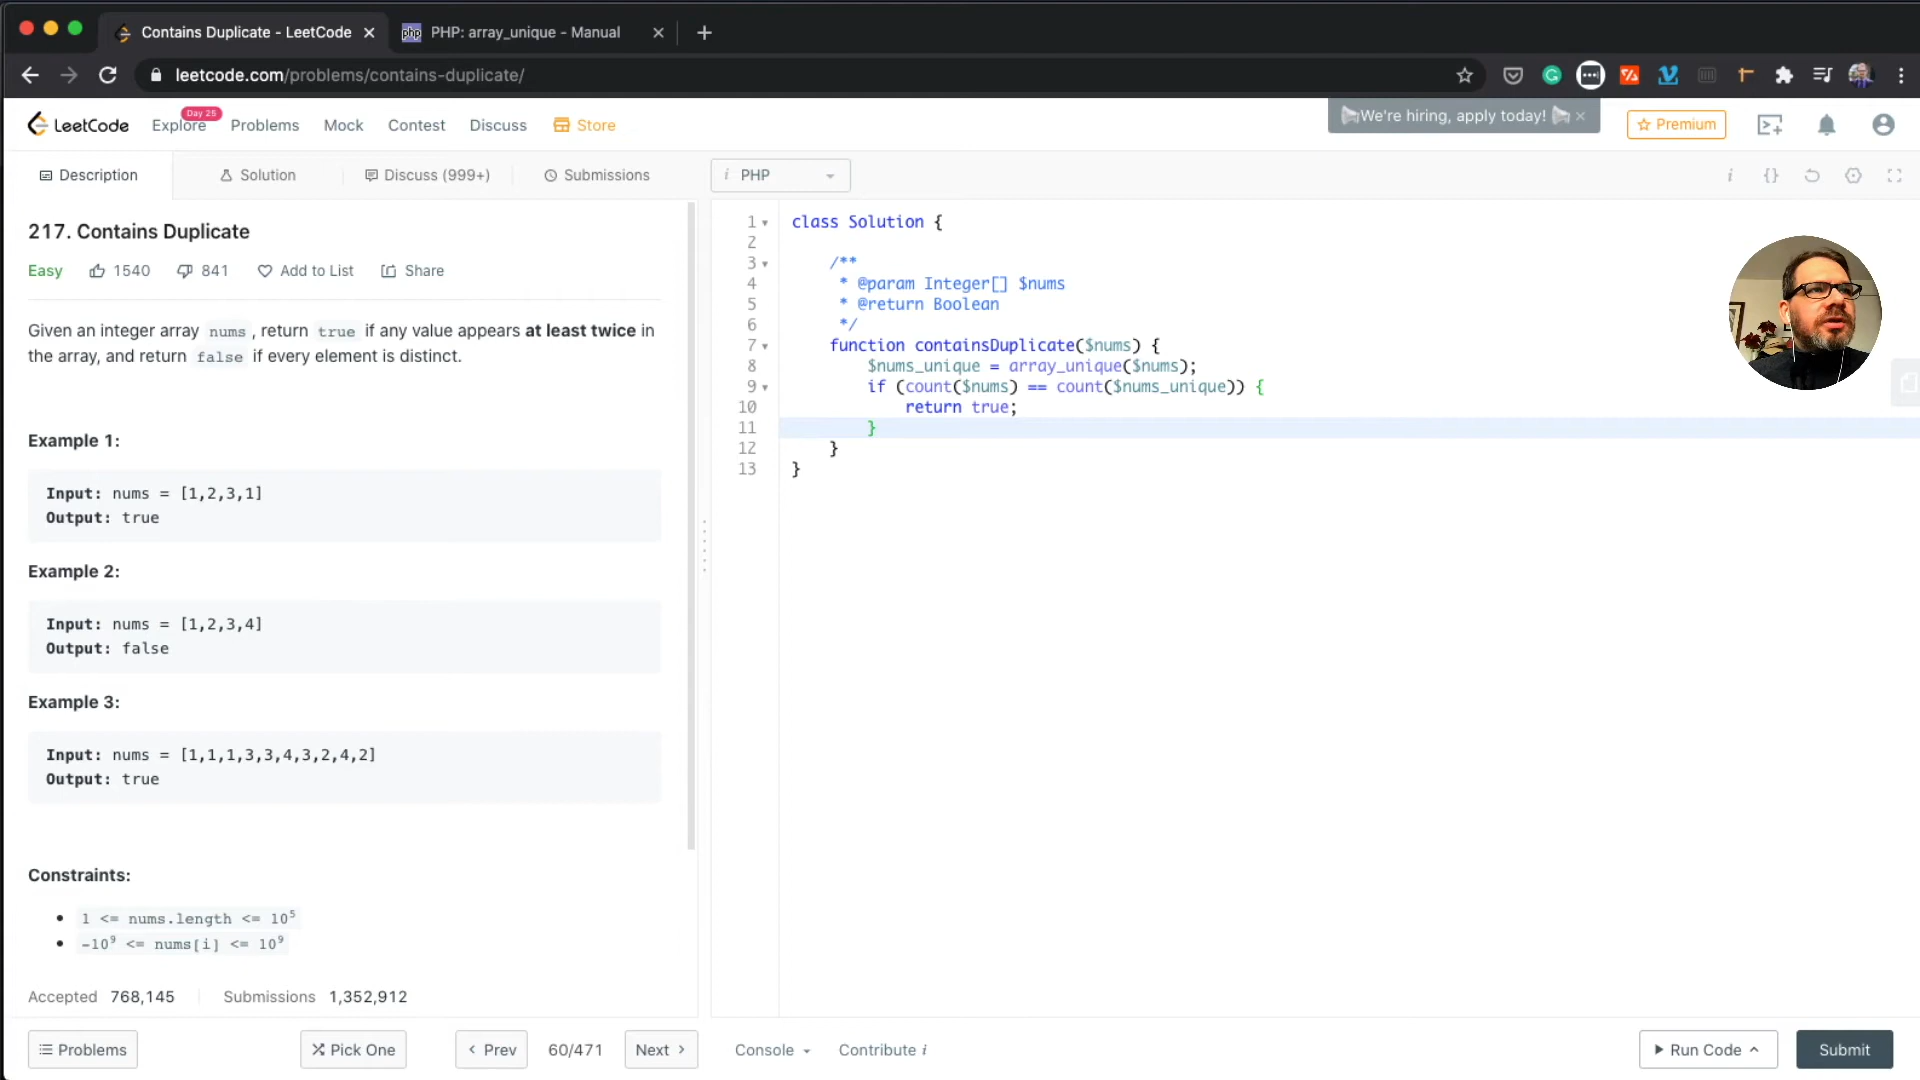 Contains Duplicate - LeetCode
php PHP: array_unique - Manual
leetcode.com/problems/contains-duplicate/
LeetCode Explore Day 25 Problems Mock Contest Discuss Store
We're hiring, apply today!
Premium
Description Solution Discuss (999+) Submissions
i PHP
217. Contains Duplicate
Easy 1540 841 Add to List Share
Given an integer array nums , return true if any value appears at least twice in
the array, and return false if every element is distinct.
Example 1:
Input: nums = [1,2,3,1]
Output: true
Example 2:
Input: nums = [1,2,3,4]
Output: false
Example 3:
Input: nums = [1,1,1,3,3,4,3,2,4,2]
Output: true
Constraints:
1 <= nums.length <= 10⁵
-10⁹ <= nums[i] <= 10⁹
Accepted 768,145 Submissions 1,352,912
1 class Solution {
2
3 /**
4 * @param Integer[] $nums
5 * @return Boolean
6 */
7 function containsDuplicate($nums) {
8 $nums_unique = array_unique($nums);
9 if (count($nums) == count($nums_unique)) {
10 return true;
11 }
12 }
13 }
Problems Pick One Prev 60/471 Next Console Contribute i Run Code Submit